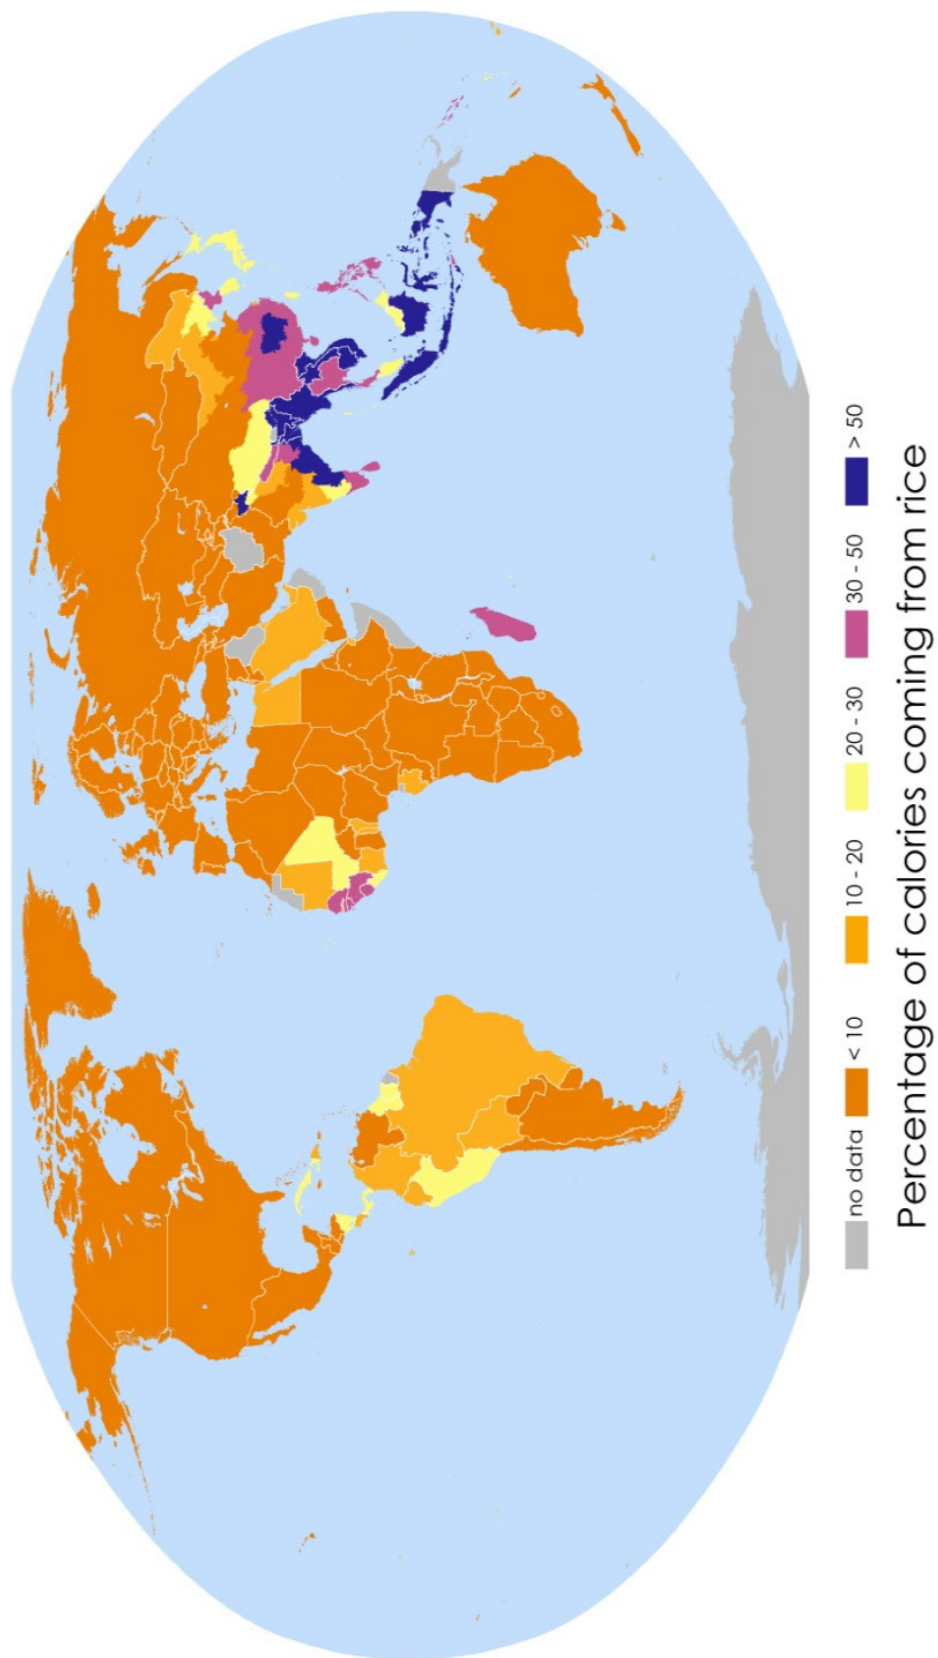 no data < 10 10 - 20 20 - 30 30 - 50 > 50
Percentage of calories coming from rice